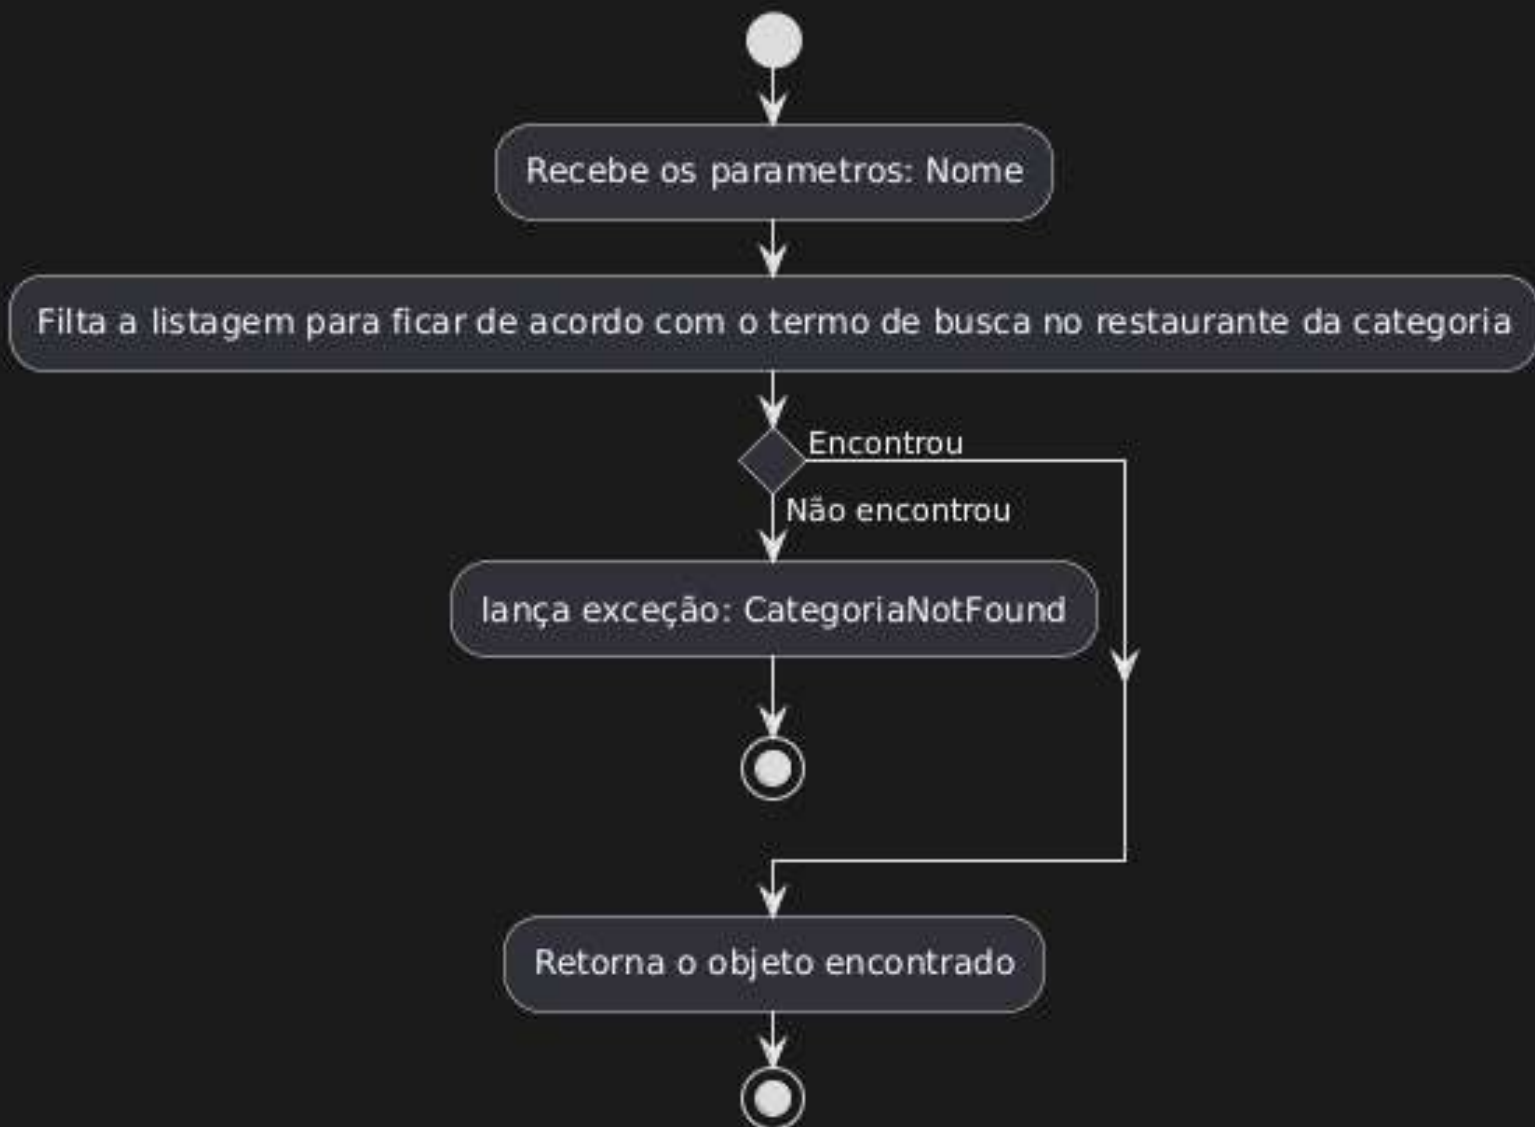 Recebe os parametros: Nome
Filta a listagem para ficar de acordo com o termo de busca no restaurante da categoria
Encontrou
Não encontrou
lança exceção: CategoriaNotFound
Retorna o objeto encontrado